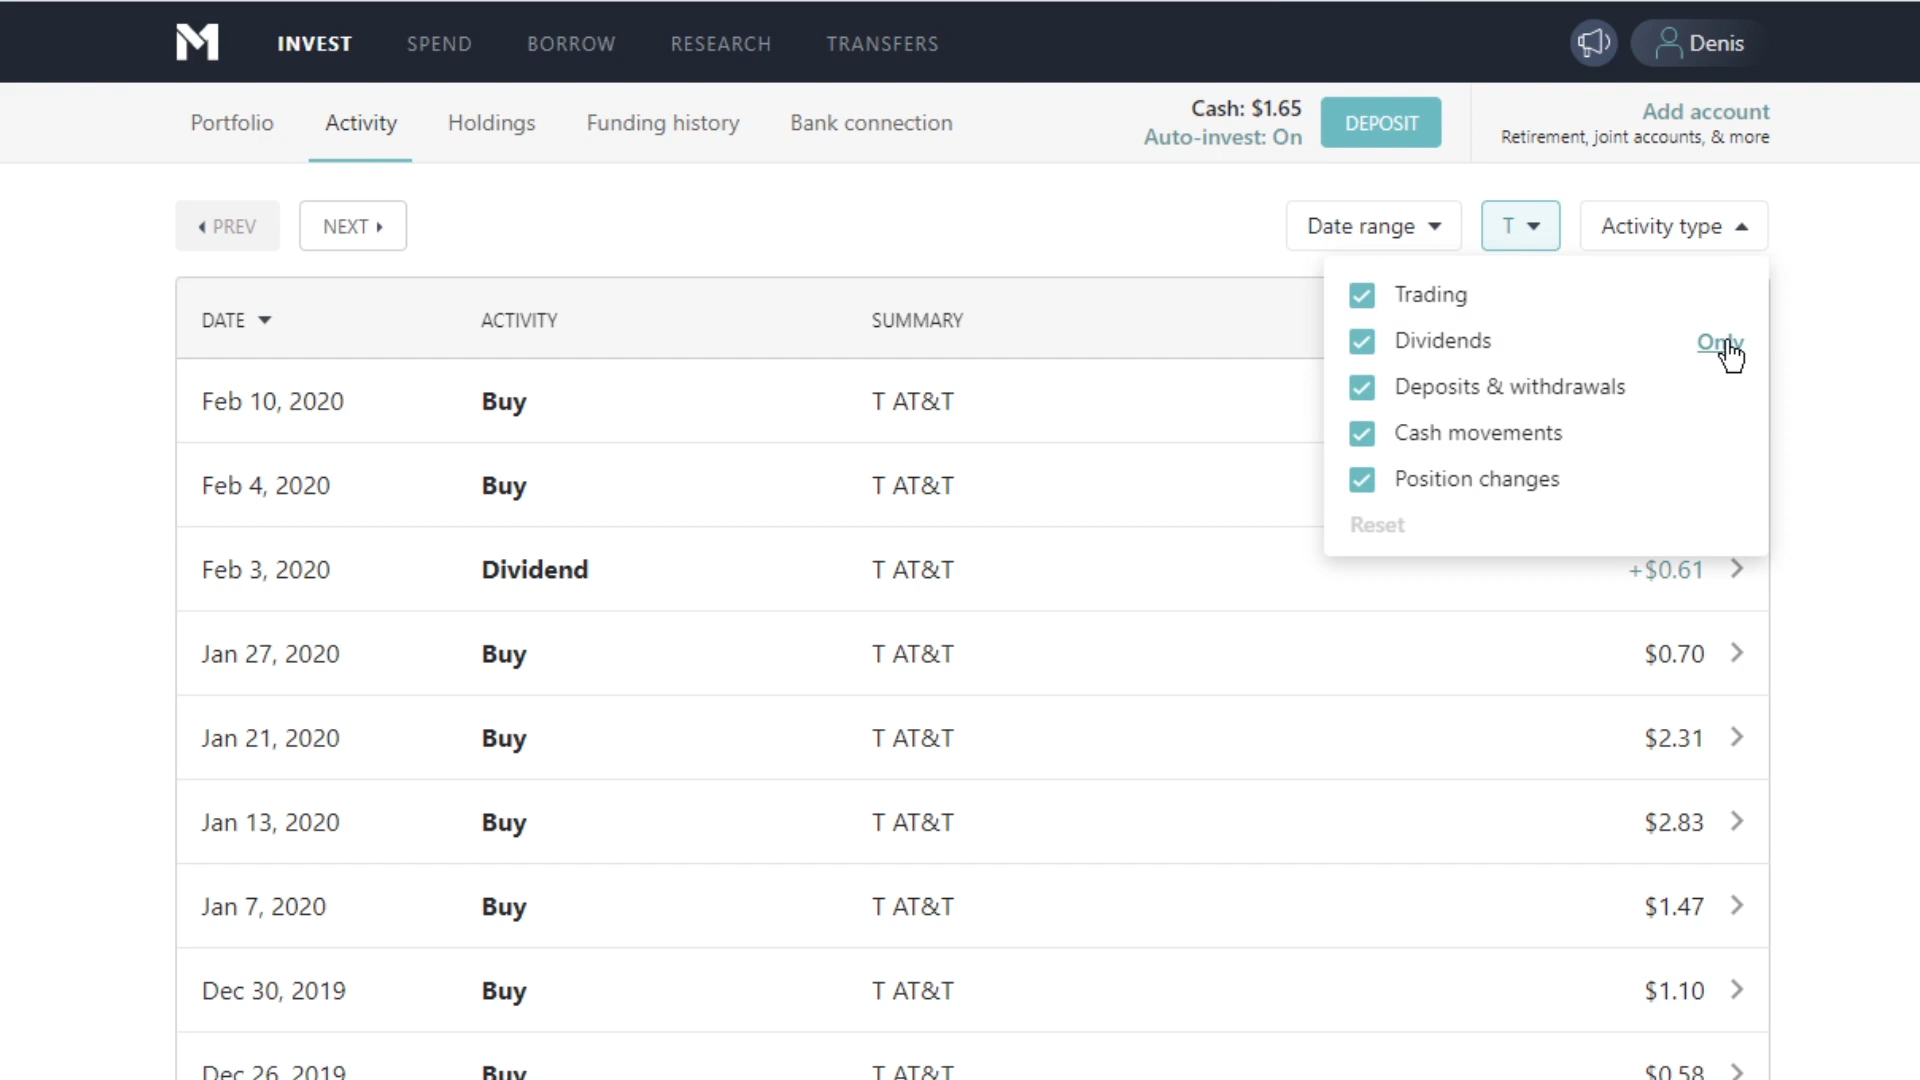 M INVEST SPEND BORROW RESEARCH TRANSFERS Denis
Portfolio Activity Holdings Funding history Bank connection
Cash: $1.65
Auto-invest: On
DEPOSIT
Add account
Retirement, joint accounts, & more
PREV NEXT Date range T Activity type
DATE ACTIVITY SUMMARY
Trading
Dividends Only
Deposits & withdrawals
Cash movements
Position changes
Reset
Feb 10, 2020 Buy T AT&T
Feb 4, 2020 Buy T AT&T
Feb 3, 2020 Dividend T AT&T +$0.61
Jan 27, 2020 Buy T AT&T $0.70
Jan 21, 2020 Buy T AT&T $2.31
Jan 13, 2020 Buy T AT&T $2.83
Jan 7, 2020 Buy T AT&T $1.47
Dec 30, 2019 Buy T AT&T $1.10
Dec 26, 2019 Buy T AT&T $0.58